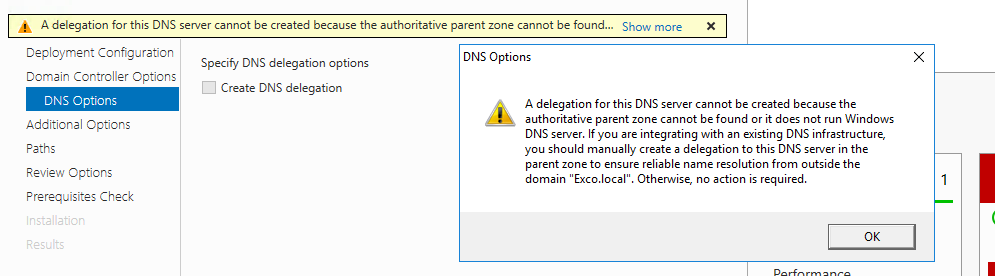 A delegation for this DNS server cannot be created because the authoritative parent zone cannot be found... Show more
Deployment Configuration
Domain Controller Options
DNS Options
Additional Options
Paths
Review Options
Prerequisites Check
Installation
Results
Specify DNS delegation options
Create DNS delegation
DNS Options
A delegation for this DNS server cannot be created because the
authoritative parent zone cannot be found or it does not run Windows
DNS server. If you are integrating with an existing DNS infrastructure,
you should manually create a delegation to this DNS server in the
parent zone to ensure reliable name resolution from outside the
domain "Exco.local". Otherwise, no action is required.
OK
1
Performance